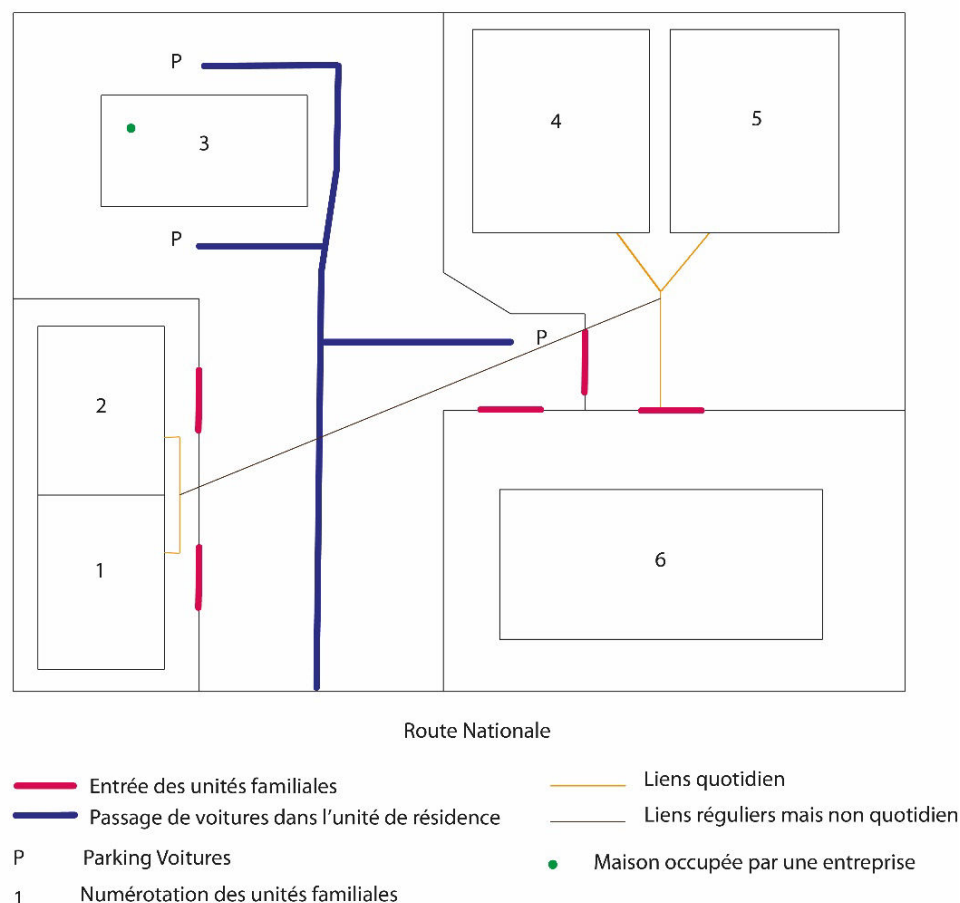 P
3
4
5
P
P
2
1
6
Route Nationale
Entrée des unités familiales
Passage de voitures dans l'unité de résidence
P Parking Voitures
1 Numérotation des unités familiales
Liens quotidien
Liens réguliers mais non quotidien
Maison occupée par une entreprise